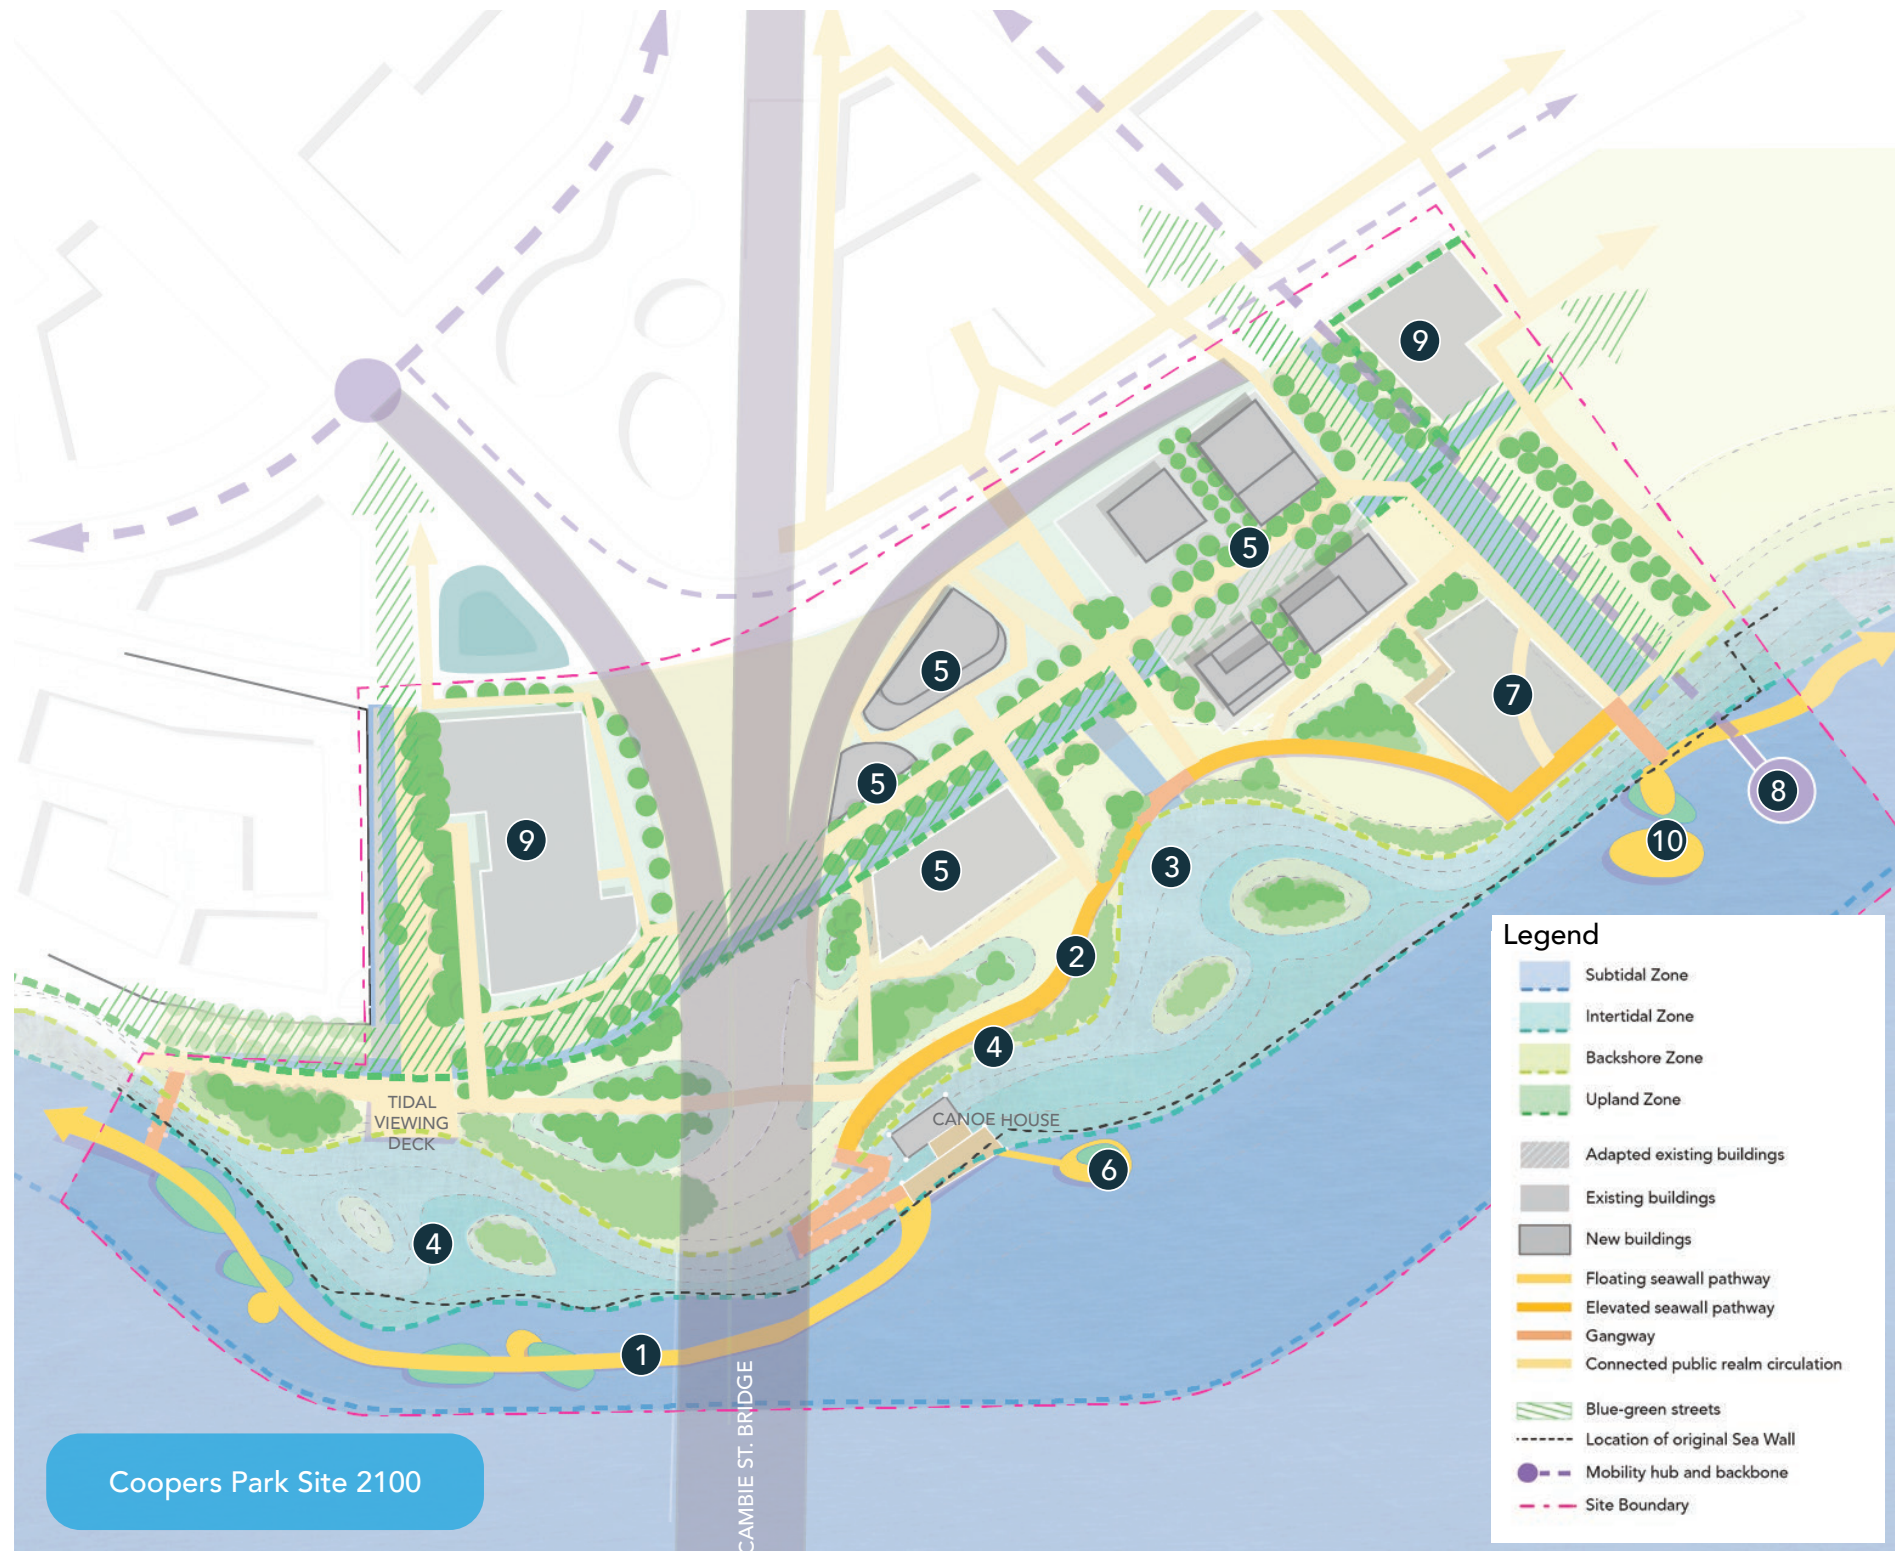 9
5
5
7
5
8
9
10
5
3
2
4
TIDAL
VIEWING
DECK
CANOE HOUSE
6
4
1
CAMBIE ST. BRIDGE
Coopers Park Site 2100
Legend
Subtidal Zone
Intertidal Zone
Backshore Zone
Upland Zone
Adapted existing buildings
Existing buildings
New buildings
Floating seawall pathway
Elevated seawall pathway
Gangway
Connected public realm circulation
Blue-green streets
Location of original Sea Wall
Mobility hub and backbone
Site Boundary